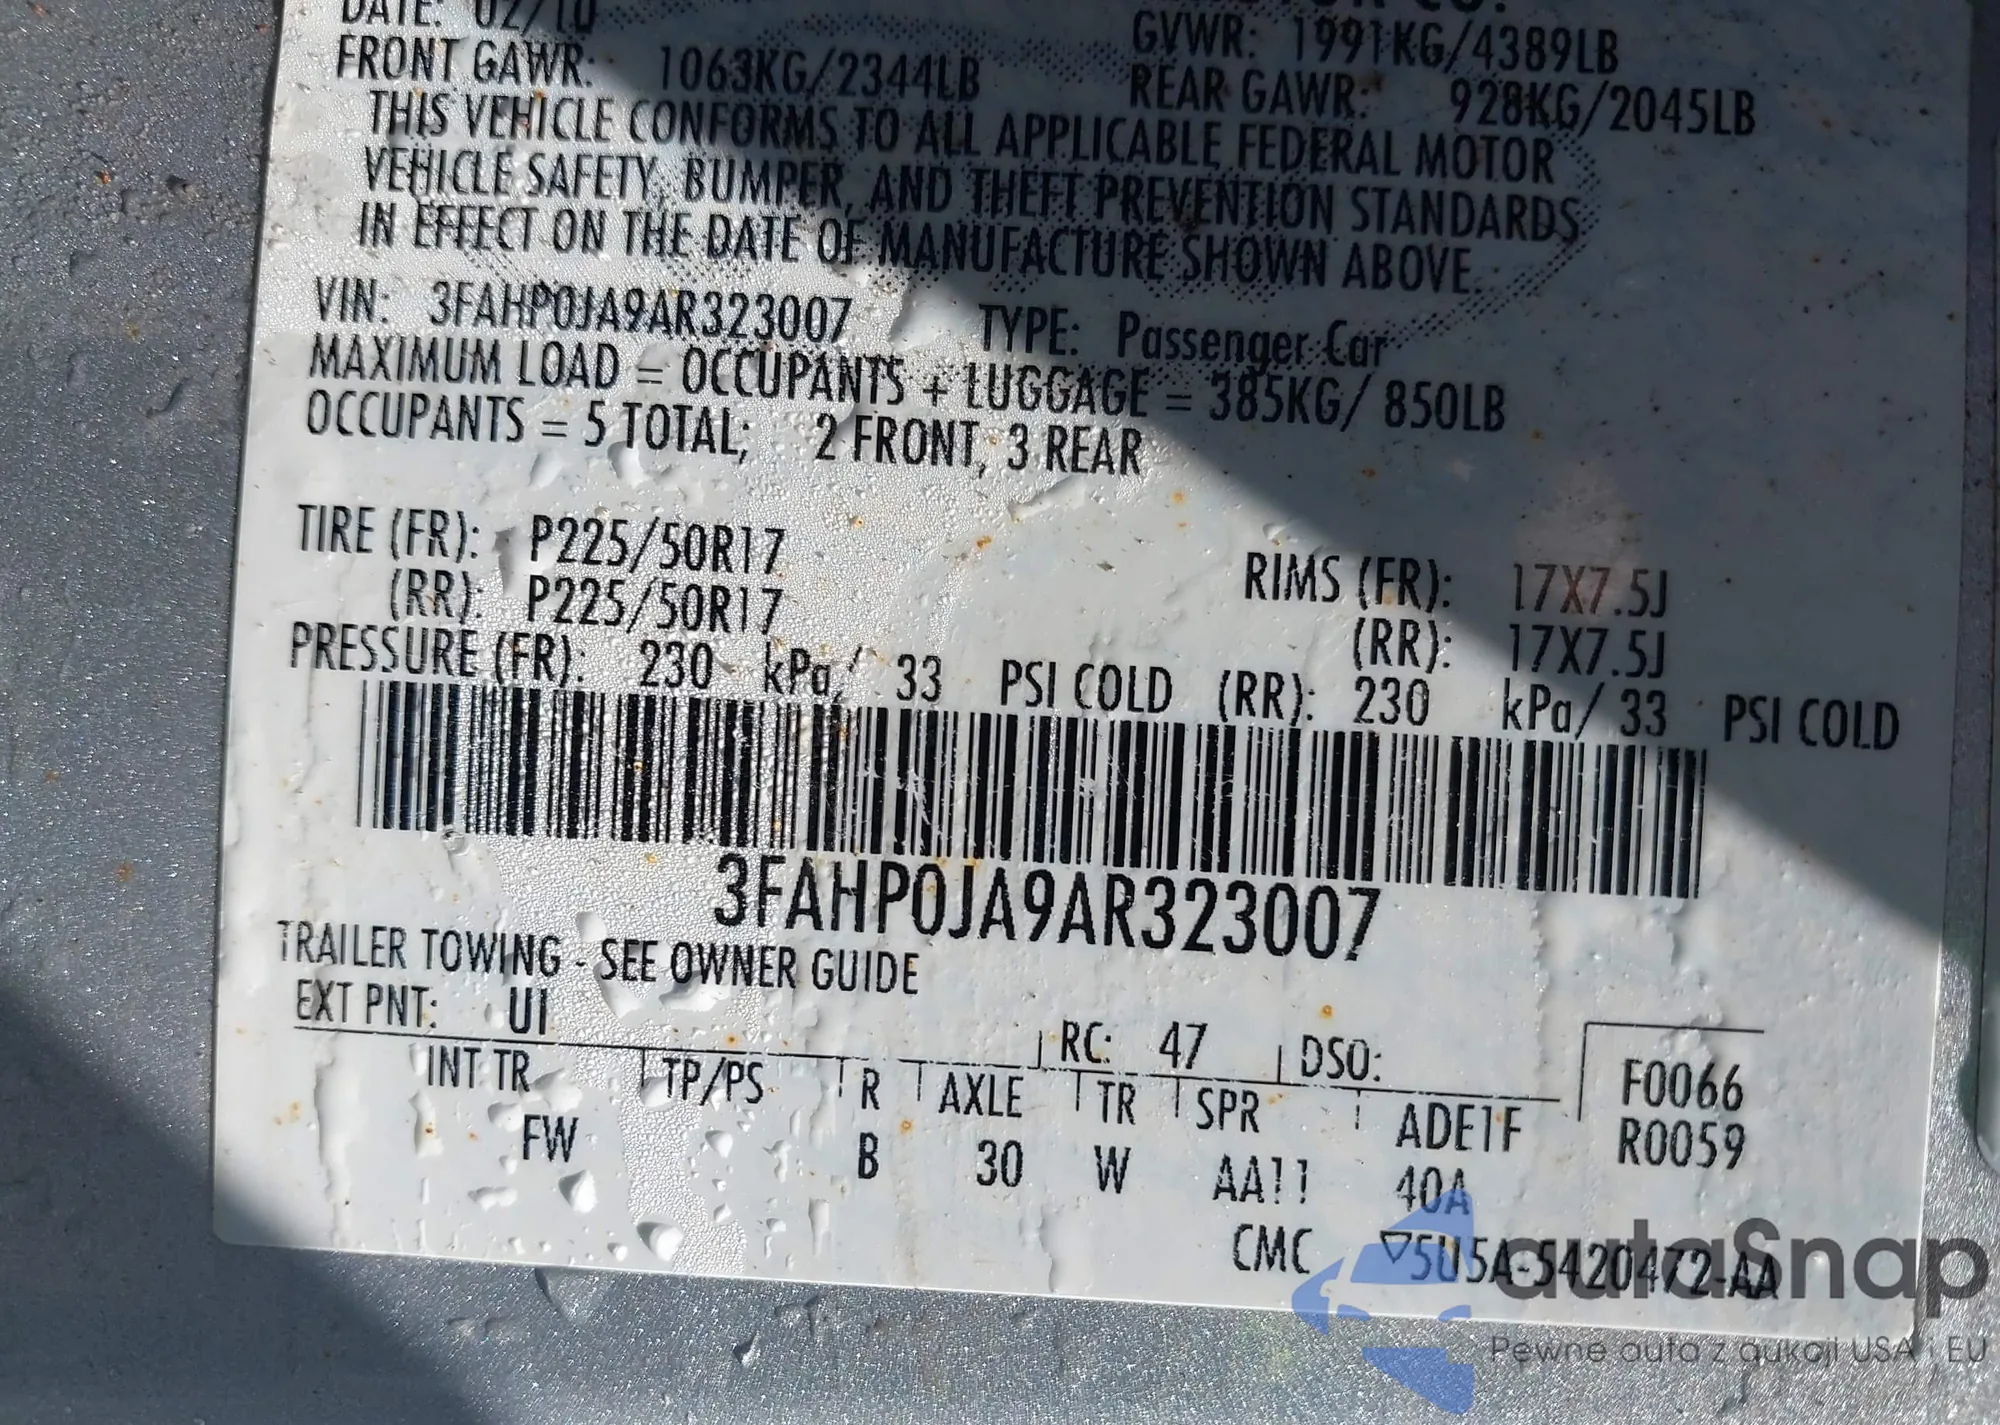 DATE: 02/10
GVWR: 1991KG/4389LB
FRONT GAWR: 1063KG/2344LB
REAR GAWR: 928KG/2045LB
THIS VEHICLE CONFORMS TO ALL APPLICABLE FEDERAL MOTOR
VEHICLE SAFETY, BUMPER, AND THEFT PREVENTION STANDARDS
IN EFFECT ON THE DATE OF MANUFACTURE SHOWN ABOVE.
VIN: 3FAHP0JA9AR323007 TYPE: Passenger Car
MAXIMUM LOAD = OCCUPANTS + LUGGAGE = 385KG/ 850LB
OCCUPANTS = 5 TOTAL; 2 FRONT, 3 REAR
TIRE (FR): P225/50R17 RIMS (FR): 17X7.5J
(RR): P225/50R17 (RR): 17X7.5J
PRESSURE (FR): 230 kPa/ 33 PSI COLD (RR): 230 kPa/ 33 PSI COLD
3FAHP0JA9AR323007
TRAILER TOWING - SEE OWNER GUIDE
EXT PNT: UI RC: 47 DSO:
INT TR TP/PS R AXLE TR SPR ADE1F F0066
FW B 30 W AA11 40A R0059
CMC ▽5U5A-5420472-AA
autaSnap
Pewne auta z aukcji USA i EU